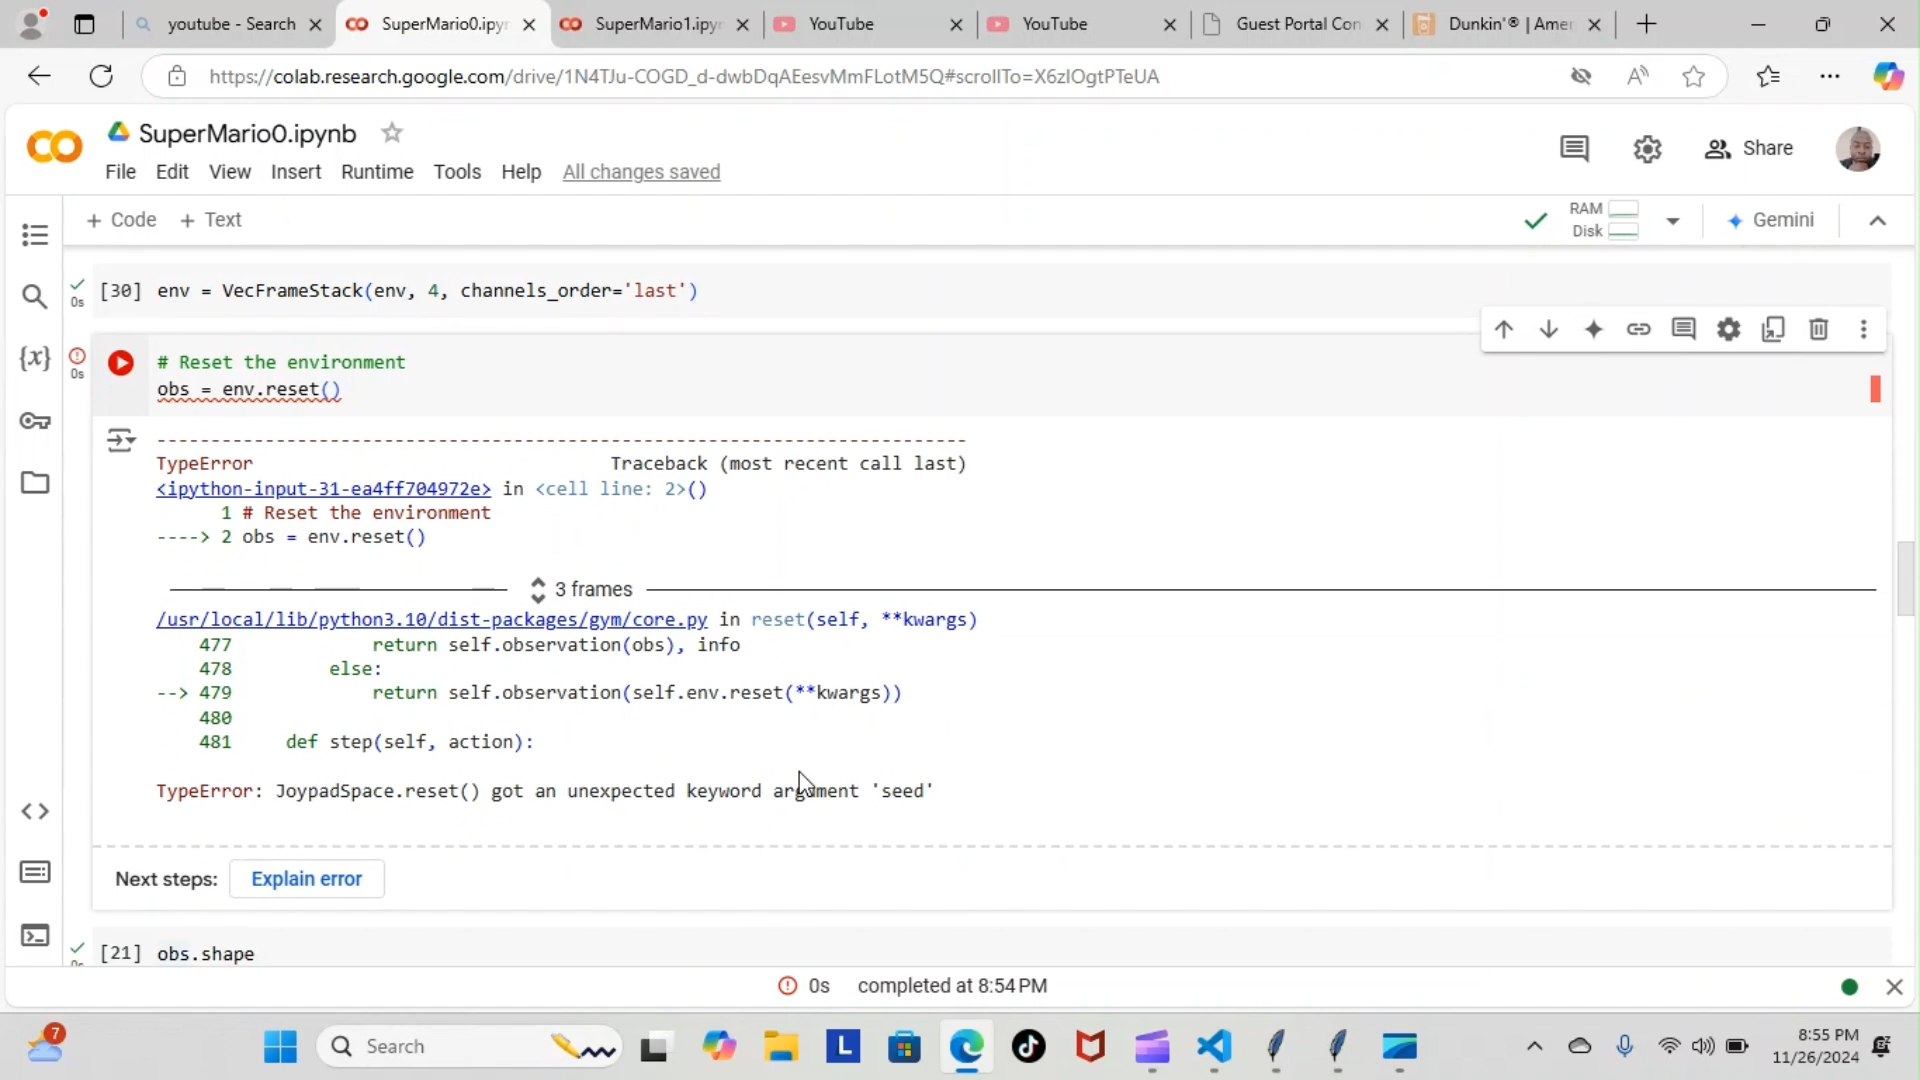 youtube - Search
SuperMario0.ipyn
SuperMario1.ipyn
YouTube
YouTube
Guest Portal Con
Dunkin'® | Amer
https://colab.research.google.com/drive/1N4TJu-COGD_d-dwbDqAEesvMmFLotM5Q#scrollTo=X6zIOgtPTeUA
SuperMario0.ipynb
File Edit View Insert Runtime Tools Help All changes saved
Share
+ Code + Text
RAM
Disk
Gemini
[30] env = VecFrameStack(env, 4, channels_order='last')
0s
# Reset the environment
0s
obs = env.reset()
---------------------------------------------------------------------------
TypeError Traceback (most recent call last)
<ipython-input-31-ea4ff704972e> in <cell line: 2>()
1 # Reset the environment
----> 2 obs = env.reset()
3 frames
/usr/local/lib/python3.10/dist-packages/gym/core.py in reset(self, **kwargs)
477 return self.observation(obs), info
478 else:
--> 479 return self.observation(self.env.reset(**kwargs))
480
481 def step(self, action):
TypeError: JoypadSpace.reset() got an unexpected keyword argument 'seed'
Next steps: Explain error
[21] obs.shape
0s completed at 8:54 PM
7
Search
L
8:55 PM
11/26/2024